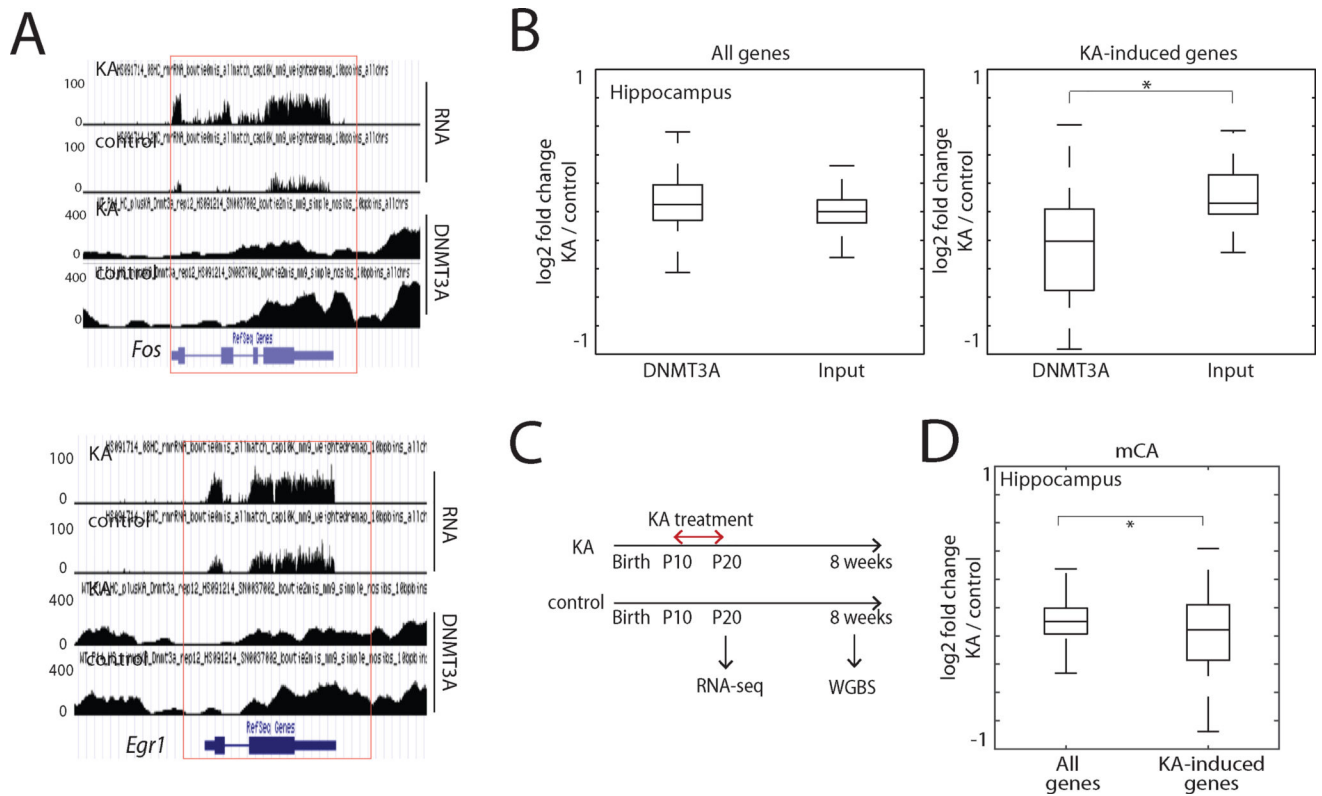 A
KA
HS091714_08HC_rmrRNA_bowtie0mis_allmatch_cap10K_mm9_weightedremap_10bpbins_allchrs
100
0
control
100
0
RNA
KA
400
0
control
400
0
DNMT3A
RefSeq Genes
Fos
KA
HS091714_08HC_rmrRNA_bowtie0mis_allmatch_cap10K_mm9_weightedremap_10bpbins_allchr
100
0
control
100
0
RNA
KA
400
0
control
400
0
DNMT3A
RefSeq Genes
Egr1
B
All genes
1
Hippocampus
log2 fold change
KA / control
-1
DNMT3A
Input
KA-induced genes
1
*
log2 fold change
KA / control
-1
DNMT3A
Input
C
KA treatment
KA
Birth P10 P20 8 weeks
control
Birth P10 P20 8 weeks
RNA-seq WGBS
D
mCA
1
Hippocampus
*
log2 fold change
KA / control
-1
All
genes
KA-induced
genes